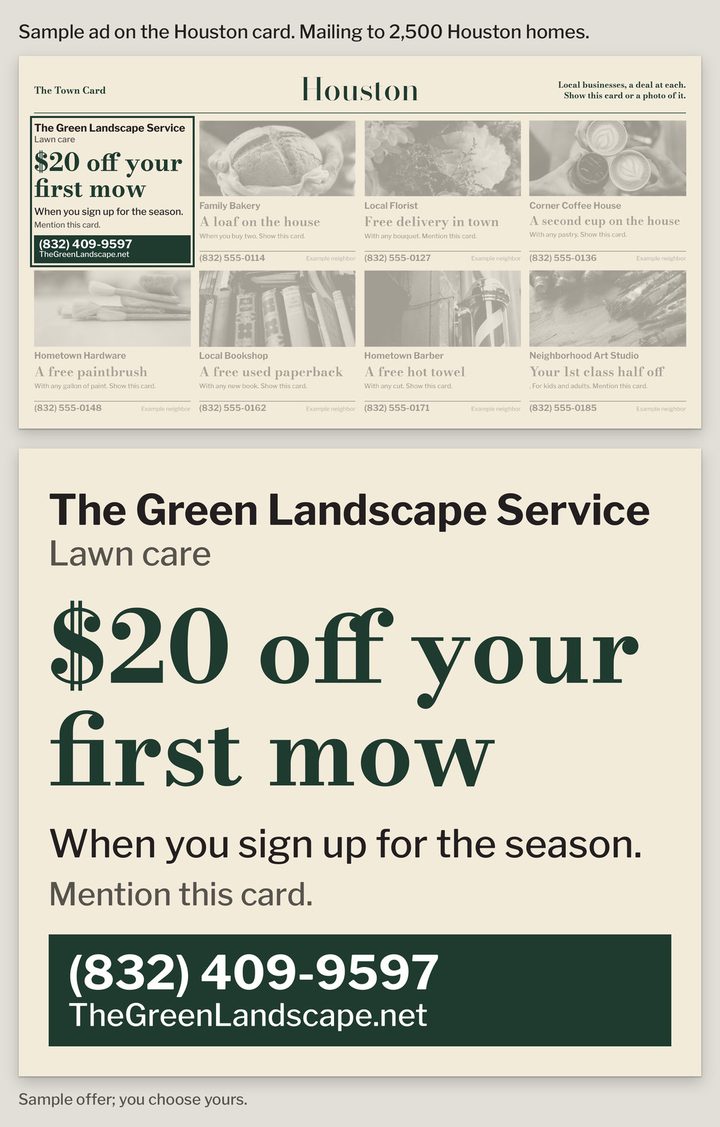 Sample ad on the Houston card. Mailing to 2,500 Houston homes.
The Town Card
Houston
Local businesses, a deal at each.
Show this card or a photo of it.
The Green Landscape Service
Lawn care
$20 off your
first mow
When you sign up for the season.
Mention this card.
(832) 409-9597
TheGreenLandscape.net
Family Bakery
A loaf on the house
When you buy two. Show this card.
(832) 555-0114
Example neighbor
Local Florist
Free delivery in town
With any bouquet. Mention this card.
(832) 555-0127
Example neighbor
Corner Coffee House
A second cup on the house
With any pastry. Show this card.
(832) 555-0136
Example neighbor
Hometown Hardware
A free paintbrush
With any gallon of paint. Show this card.
(832) 555-0148
Example neighbor
Local Bookshop
A free used paperback
With any new book. Show this card.
(832) 555-0162
Example neighbor
Hometown Barber
A free hot towel
With any cut. Show this card.
(832) 555-0171
Example neighbor
Neighborhood Art Studio
Your 1st class half off
For kids and adults. Mention this card.
(832) 555-0185
Example neighbor
The Green Landscape Service
Lawn care
$20 off your
first mow
When you sign up for the season.
Mention this card.
(832) 409-9597
TheGreenLandscape.net
Sample offer; you choose yours.